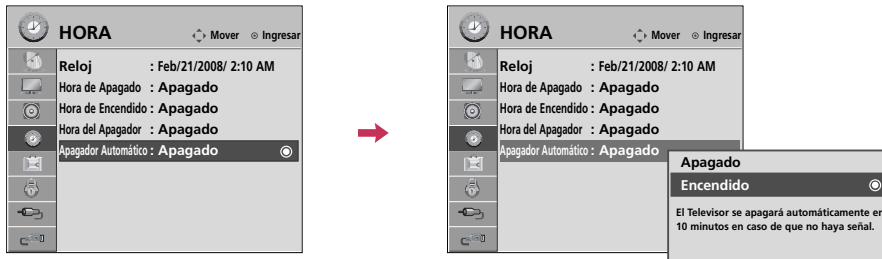 HORA
Mover
Ingresar
Reloj : Feb/21/2008/ 2:10 AM
Hora de Apagado : Apagado
Hora de Encendido : Apagado
Hora del Apagador : Apagado
Apagador Automático : Apagado
HORA
Mover
Ingresar
Reloj : Feb/21/2008/ 2:10 AM
Hora de Apagado : Apagado
Hora de Encendido : Apagado
Hora del Apagador : Apagado
Apagador Automático : Apagado
Apagado
Encendido
El Televisor se apagará automáticamente en
10 minutos en caso de que no haya señal.